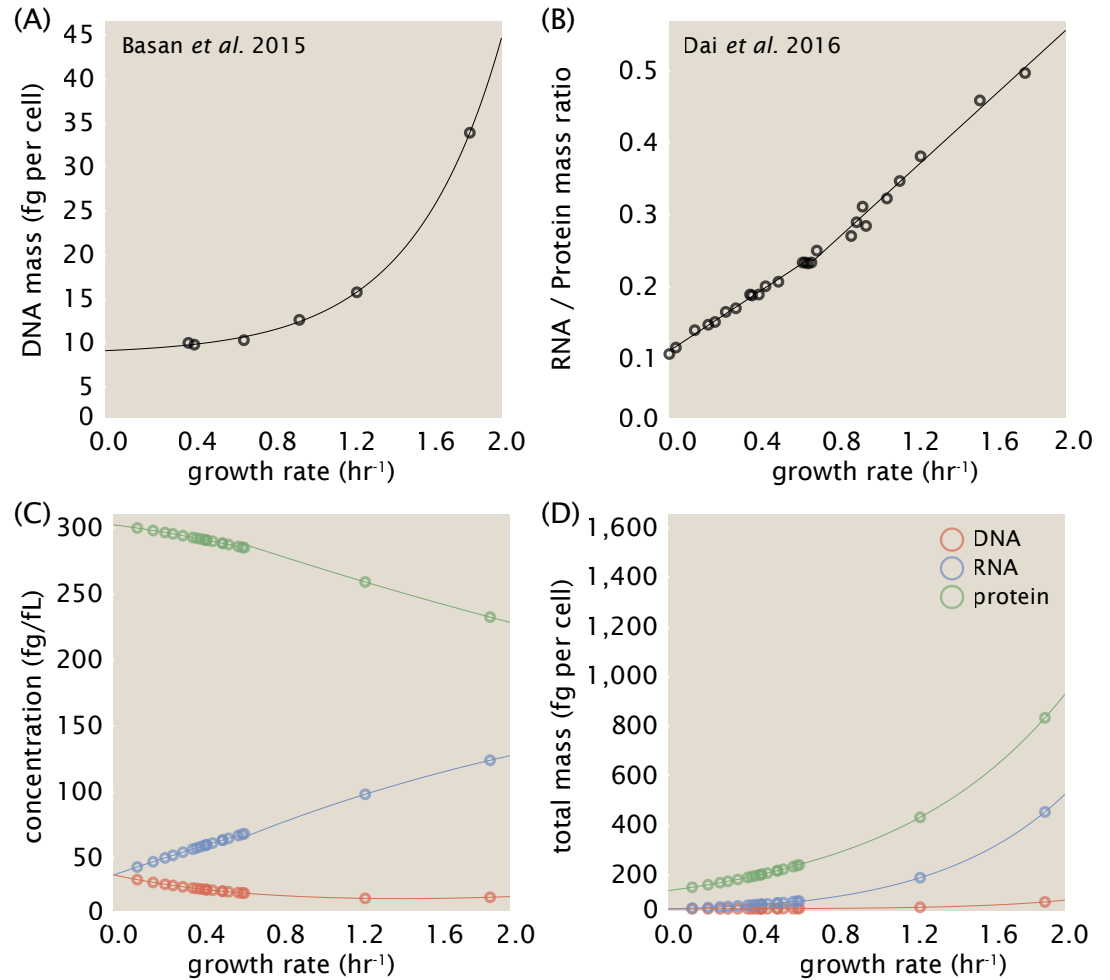 (A)
DNA mass (fg per cell)
45
40
35
30
25
20
15
10
5
0
Basan et al. 2015
0.0 0.4 0.8 1.2 1.6 2.0
growth rate (hr-1)
(B)
RNA / Protein mass ratio
0.5
0.4
0.3
0.2
0.1
0.0
Dai et al. 2016
0.0 0.4 0.8 1.2 1.6 2.0
growth rate (hr-1)
(C)
concentration (fg/fL)
300
250
200
150
100
50
0
0.0 0.4 0.8 1.2 1.6 2.0
growth rate (hr-1)
(D)
total mass (fg per cell)
1,600
1,400
1,200
1,000
800
600
400
200
0
DNA
RNA
protein
0.0 0.4 0.8 1.2 1.6 2.0
growth rate (hr-1)